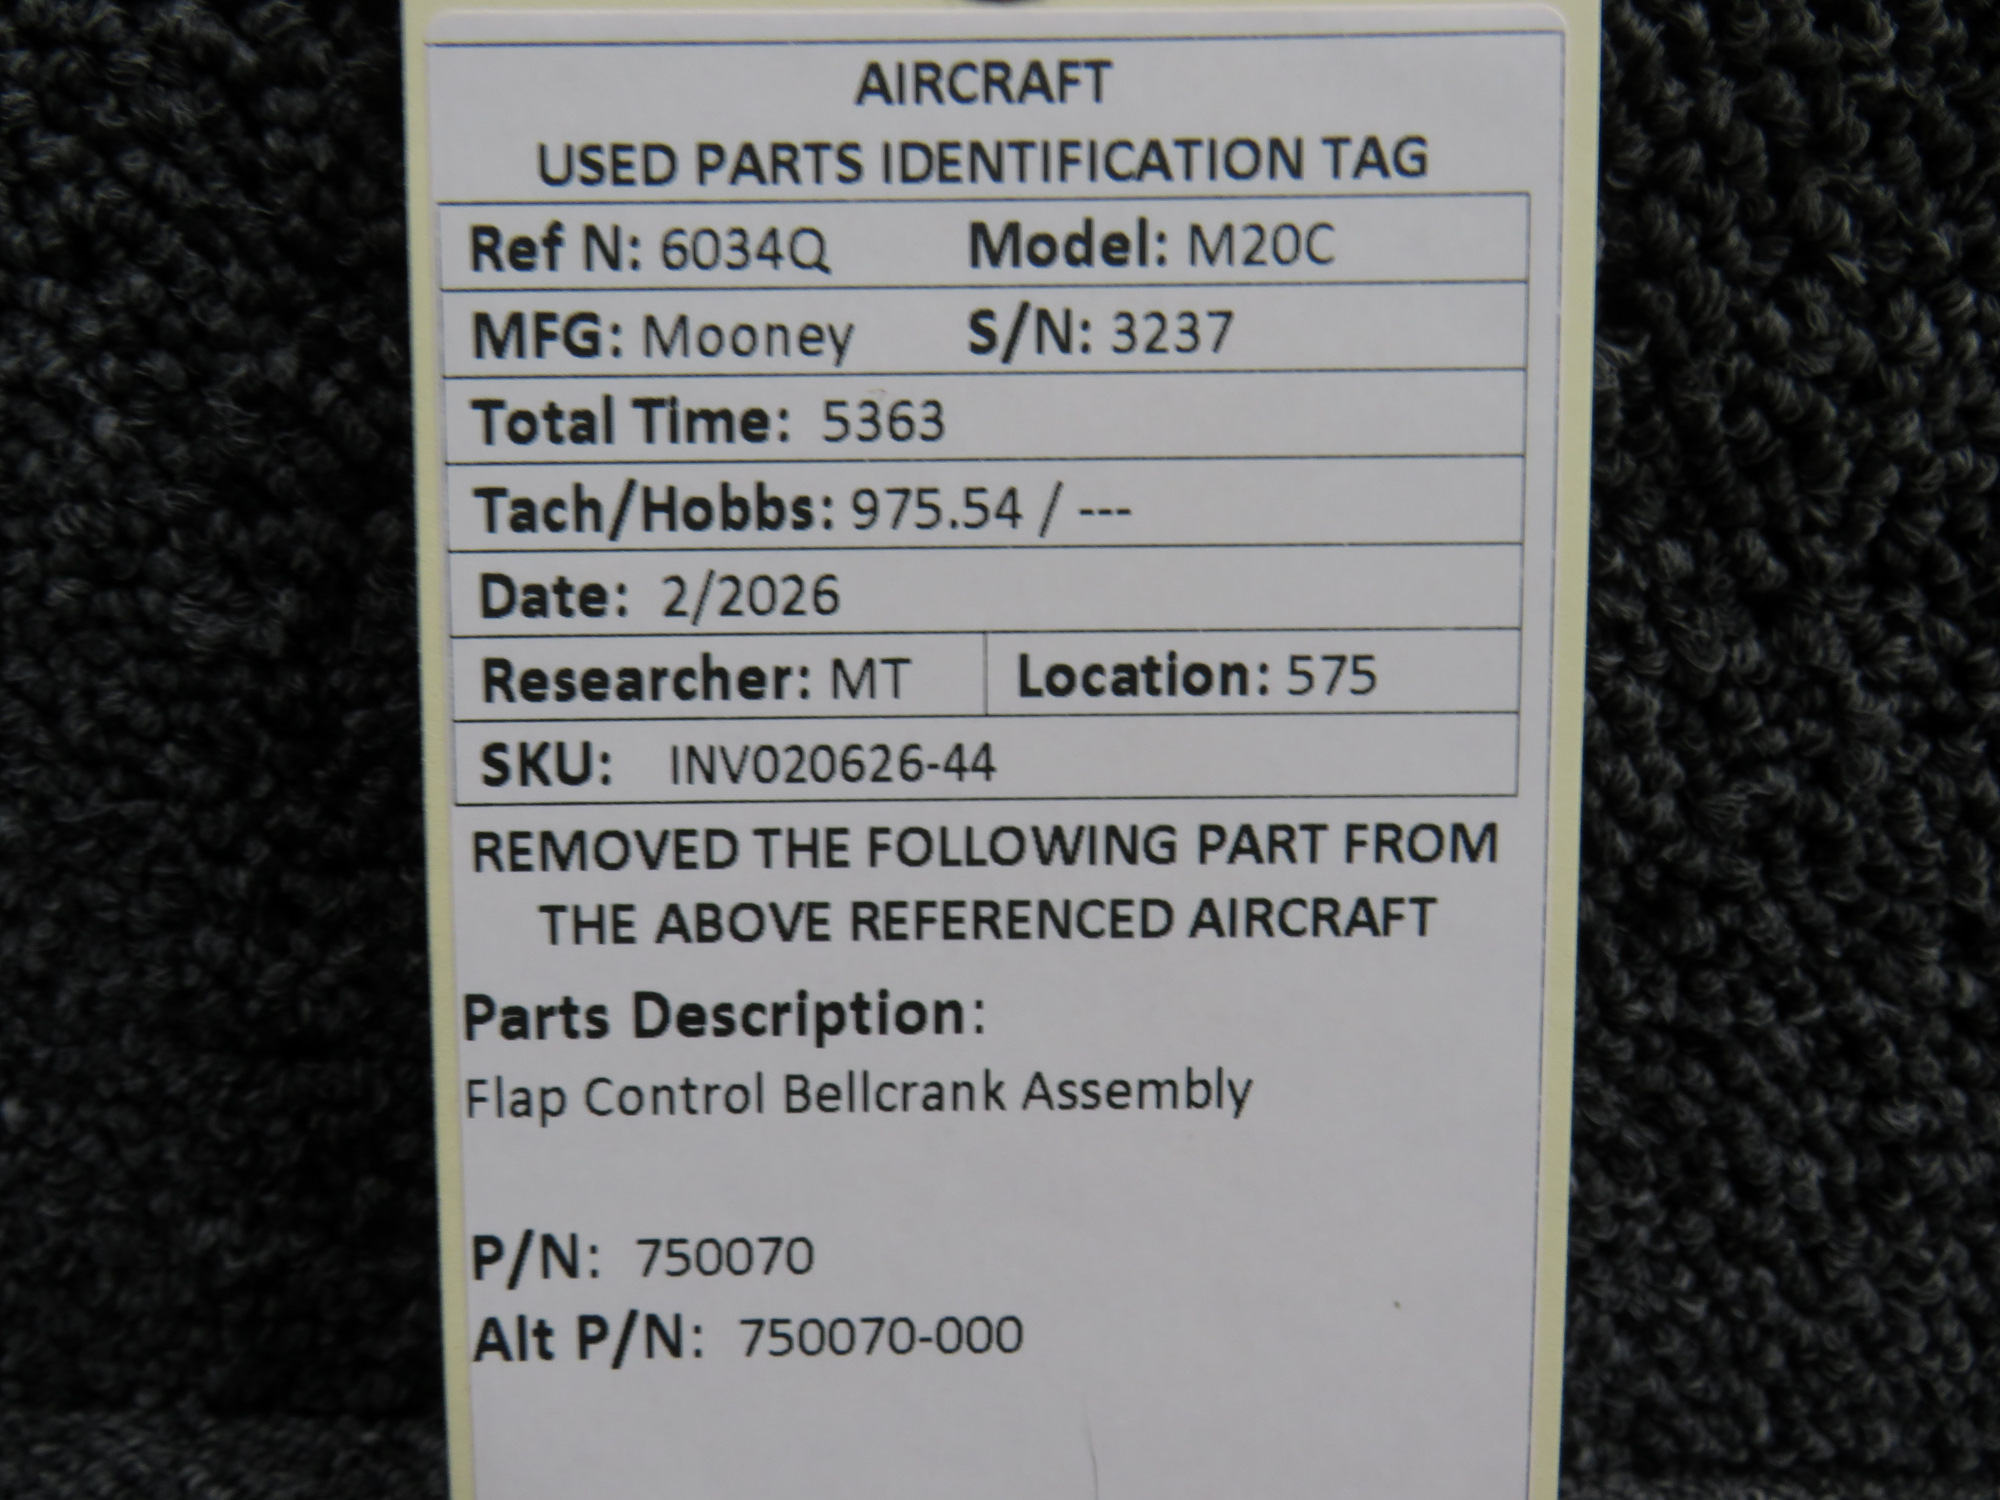 AIRCRAFT
USED PARTS IDENTIFICATION TAG
Ref N: 6034Q Model: M20C
MFG: Mooney S/N: 3237
Total Time: 5363
Tach/Hobbs: 975.54 / ---
Date: 2/2026
Researcher: MT Location: 575
SKU: INV020626-44
REMOVED THE FOLLOWING PART FROM
THE ABOVE REFERENCED AIRCRAFT
Parts Description:
Flap Control Bellcrank Assembly
P/N: 750070
Alt P/N: 750070-000